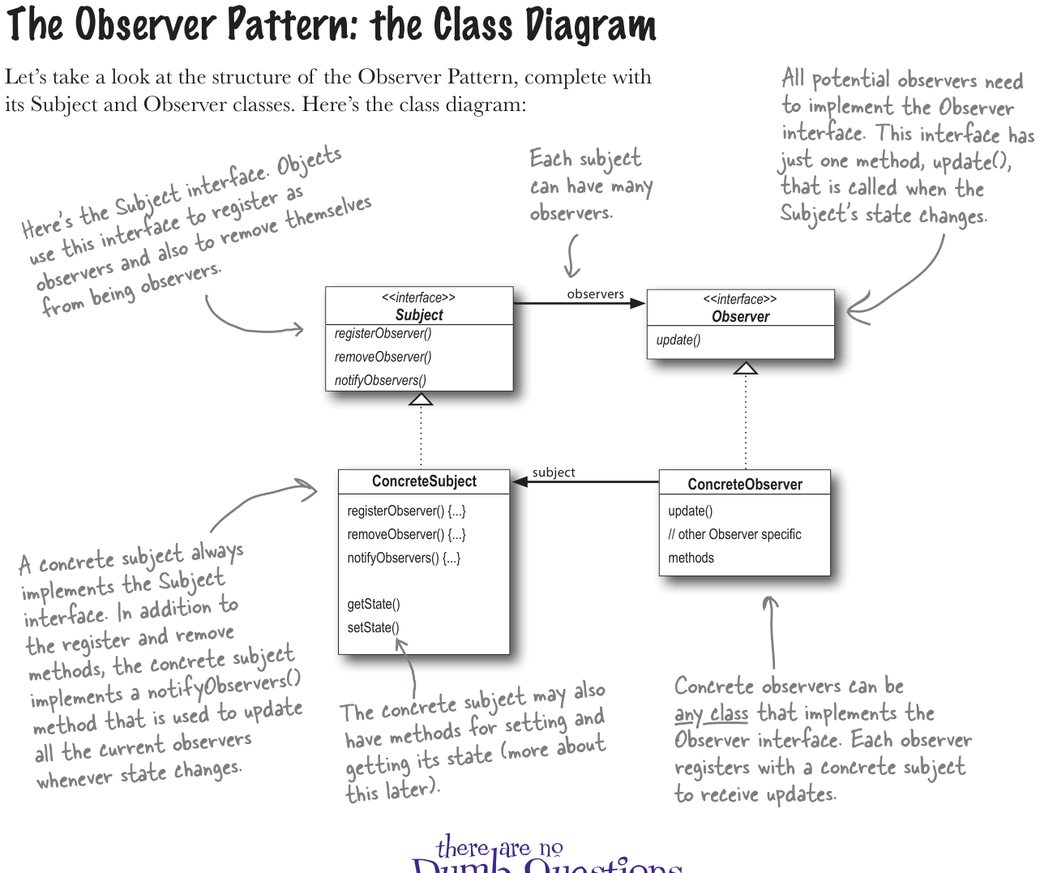 The Observer Pattern: the Class Diagram
Let's take a look at the structure of the Observer Pattern, complete with
its Subject and Observer classes. Here's the class diagram:
All potential observers need
to implement the Observer
interface. This interface has
just one method, update(),
that is called when the
Subject's state changes.
Each subject
can have many
observers.
Here's the Subject interface. Objects
use this interface to register as
observers and also to remove themselves
from being observers.
<<interface>>
Subject
registerObserver()
removeObserver()
notifyObservers()
observers
<<interface>>
Observer
update()
ConcreteSubject
registerObserver() {...}
removeObserver() {...}
notifyObservers() {...}
getState()
setState()
subject
ConcreteObserver
update()
// other Observer specific
methods
A concrete subject always
implements the Subject
interface. In addition to
the register and remove
methods, the concrete subject
implements a notifyObservers()
method that is used to update
all the current observers
whenever state changes.
The concrete subject may also
have methods for setting and
getting its state (more about
this later).
Concrete observers can be
any class that implements the
Observer interface. Each observer
registers with a concrete subject
to receive updates.
there are no
Dumb Questions